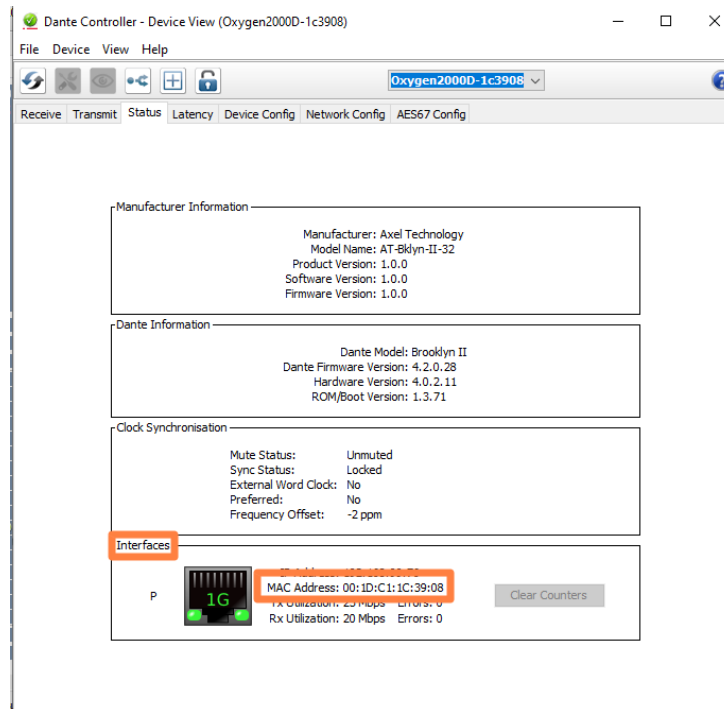 Dante Controller - Device View (Oxygen2000D-1c3908)
File Device View Help
Oxygen2000D-1c3908
Receive Transmit Status Latency Device Config Network Config AES67 Config
Manufacturer Information
Manufacturer: Axel Technology
Model Name: AT-Bklyn-II-32
Product Version: 1.0.0
Software Version: 1.0.0
Firmware Version: 1.0.0
Dante Information
Dante Model: Brooklyn II
Dante Firmware Version: 4.2.0.28
Hardware Version: 4.0.2.11
ROM/Boot Version: 1.3.71
Clock Synchronisation
Mute Status: Unmuted
Sync Status: Locked
External Word Clock: No
Preferred: No
Frequency Offset: -2 ppm
Interfaces
P
1G
MAC Address: 00:1D:C1:1C:39:08
Tx Utilization: 25 Mbps Errors: 0
Rx Utilization: 20 Mbps Errors: 0
Clear Counters